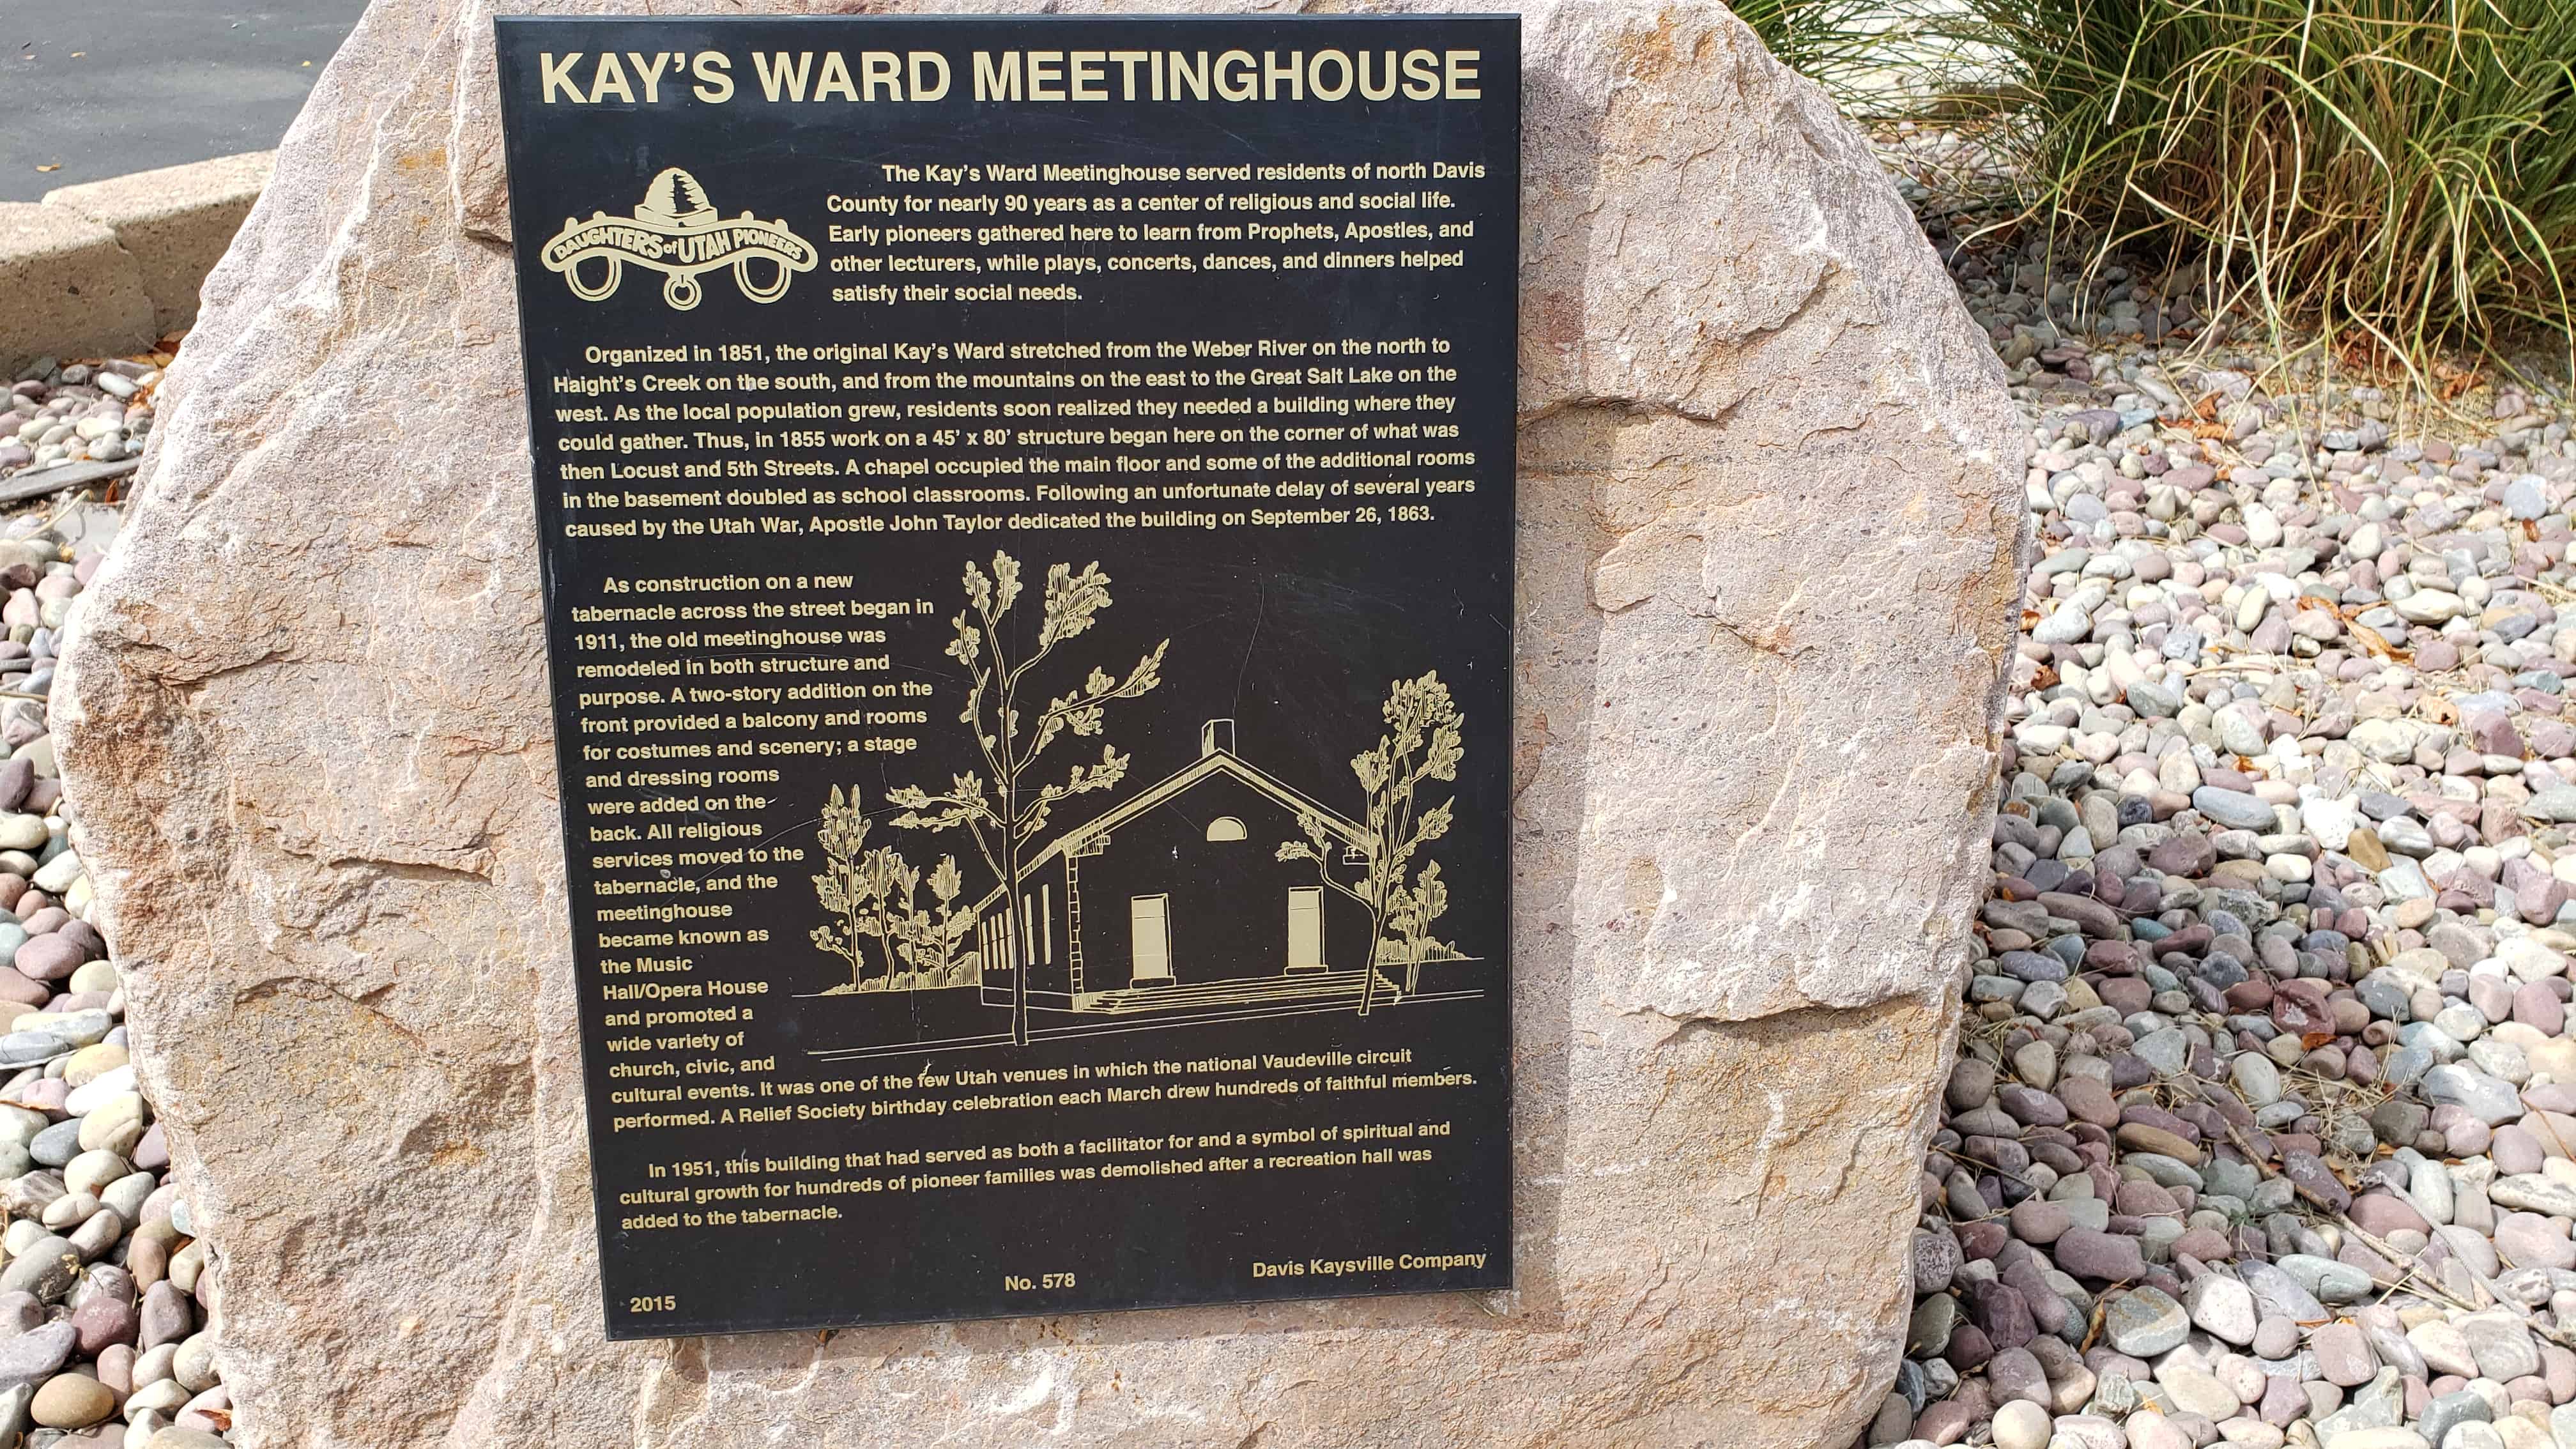 KAY'S WARD MEETINGHOUSE
DAUGHTERS of UTAH PIONEERS
The Kay's Ward Meetinghouse served residents of north Davis
County for nearly 90 years as a center of religious and social life.
Early pioneers gathered here to learn from Prophets, Apostles, and
other lecturers, while plays, concerts, dances, and dinners helped
satisfy their social needs.
Organized in 1851, the original Kay's Ward stretched from the Weber River on the north to
Haight's Creek on the south, and from the mountains on the east to the Great Salt Lake on the
west. As the local population grew, residents soon realized they needed a building where they
could gather. Thus, in 1855 work on a 45' x 80' structure began here on the corner of what was
then Locust and 5th Streets. A chapel occupied the main floor and some of the additional rooms
in the basement doubled as school classrooms. Following an unfortunate delay of several years
caused by the Utah War, Apostle John Taylor dedicated the building on September 26, 1863.
As construction on a new
tabernacle across the street began in
1911, the old meetinghouse was
remodeled in both structure and
purpose. A two-story addition on the
front provided a balcony and rooms
for costumes and scenery; a stage
and dressing rooms
were added on the
back. All religious
services moved to the
tabernacle, and the
meetinghouse
became known as
the Music
Hall/Opera House
and promoted a
wide variety of
church, civic, and
cultural events. It was one of the few Utah venues in which the national Vaudeville circuit
performed. A Relief Society birthday celebration each March drew hundreds of faithful members.
In 1951, this building that had served as both a facilitator for and a symbol of spiritual and
cultural growth for hundreds of pioneer families was demolished after a recreation hall was
added to the tabernacle.
2015
No. 578
Davis Kaysville Company